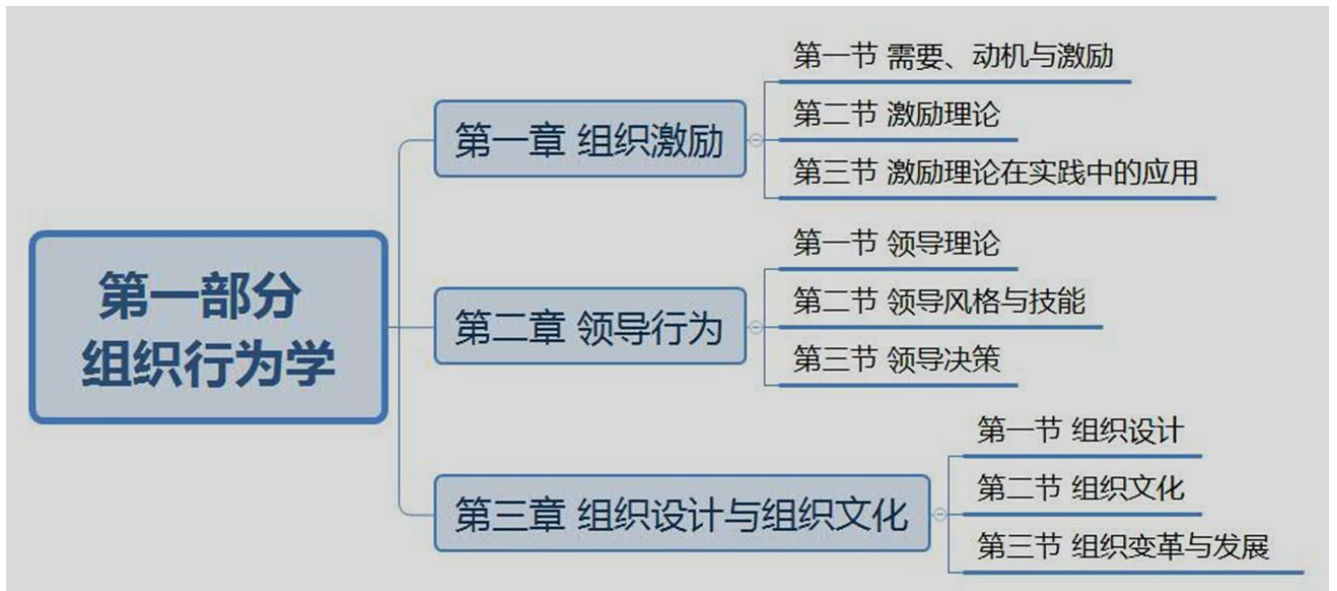 第一部分
组织行为学
第一章 组织激励
第一节 需要、动机与激励
第二节 激励理论
第三节 激励理论在实践中的应用
第二章 领导行为
第一节 领导理论
第二节 领导风格与技能
第三节 领导决策
第三章 组织设计与组织文化
第一节 组织设计
第二节 组织文化
第三节 组织变革与发展